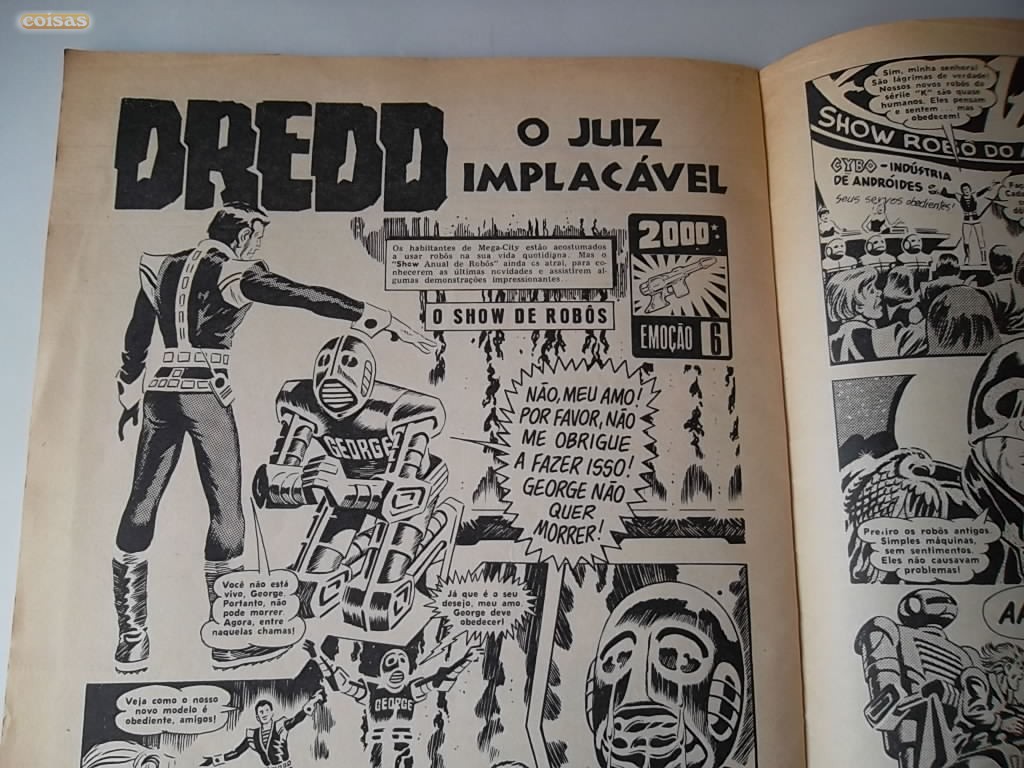 coisas
DREDD
O JUIZ
IMPLACÁVEL
Os habitantes de Mega-City estão acostumados
a usar robôs na sua vida quotidiana. Mas o
"Show Anual de Robôs" ainda os atrai, para co-
nhecerem as últimas novidades e assistirem al-
gumas demonstrações impressionantes...
O SHOW DE ROBÔS
2000
EMOÇÃO 6
NÃO, MEU AMO!
POR FAVOR, NÃO
ME OBRIGUE
A FAZER ISSO!
GEORGE NÃO
QUER
MORRER!
GEORGE
Você não está
vivo, George.
Portanto, não
pode morrer.
Agora, entre
naquelas chamas!
Já que é o seu
desejo, meu amo.
George deve
obedecer!
GEORGE
Veja como o nosso
novo modelo é
obediente, amigos!
Sim, minha senhora!
São lágrimas de verdade!
Nossos novos robôs da
série "K" são quase
humanos. Eles pensam
e sentem... mas
obedecem!
SHOW ROBÔ DO
CYBO - INDÚSTRIA
DE ANDRÓIDES
seus servos obedientes!
Prefiro os robôs antigos.
Simples máquinas,
sem sentimentos.
Eles não causavam
problemas!